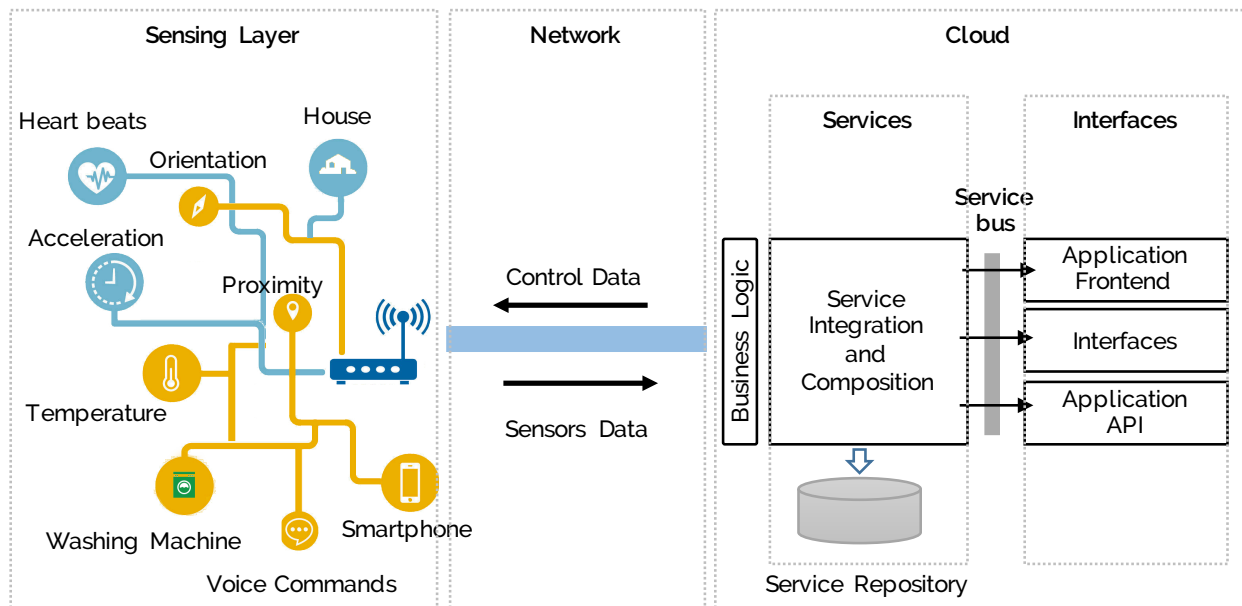 Sensing Layer
Network
Cloud
Heart beats
House
Orientation
Acceleration
Proximity
Temperature
Washing Machine
Smartphone
Voice Commands
Control Data
Sensors Data
Services
Interfaces
Service
bus
Business Logic
Service
Integration
and
Composition
Application
Frontend
Interfaces
Application
API
Service Repository